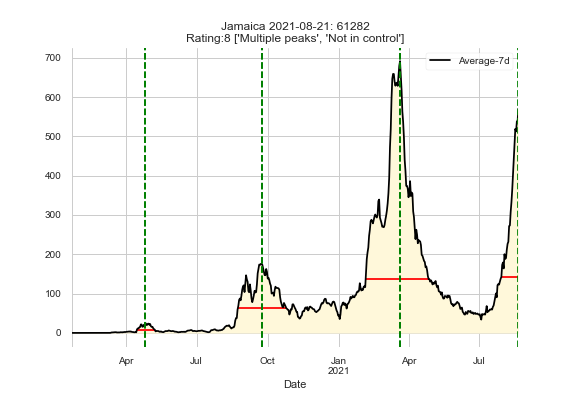 Jamaica 2021-08-21: 61282
Rating:8 ['Multiple peaks', 'Not in control']
Average-7d
700
600
500
400
300
200
100
0
Apr
Jul
Oct
Jan
2021
Apr
Jul
Date